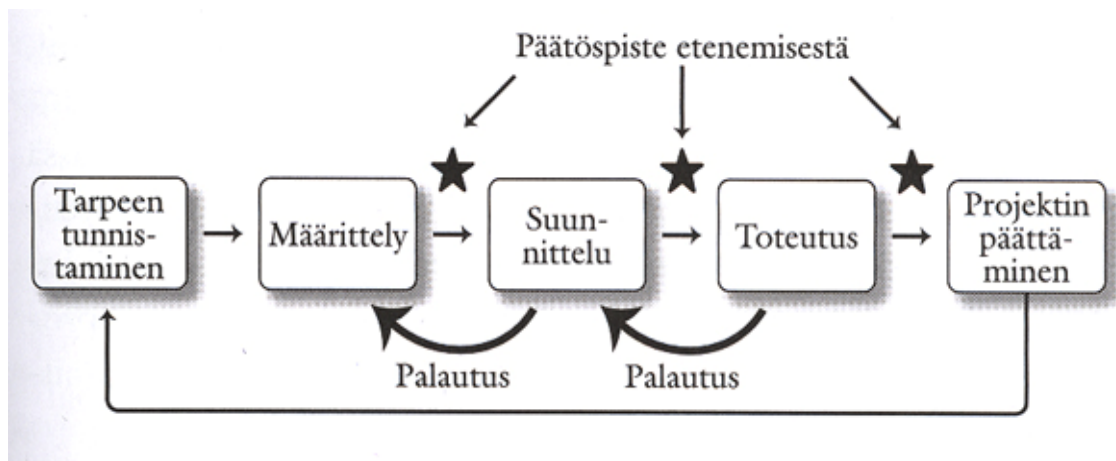 Päätöspiste etenemisestä
Tarpeen
tunnis-
taminen
Määrittely
Suun-
nittelu
Toteutus
Projektin
päättä-
minen
Palautus
Palautus